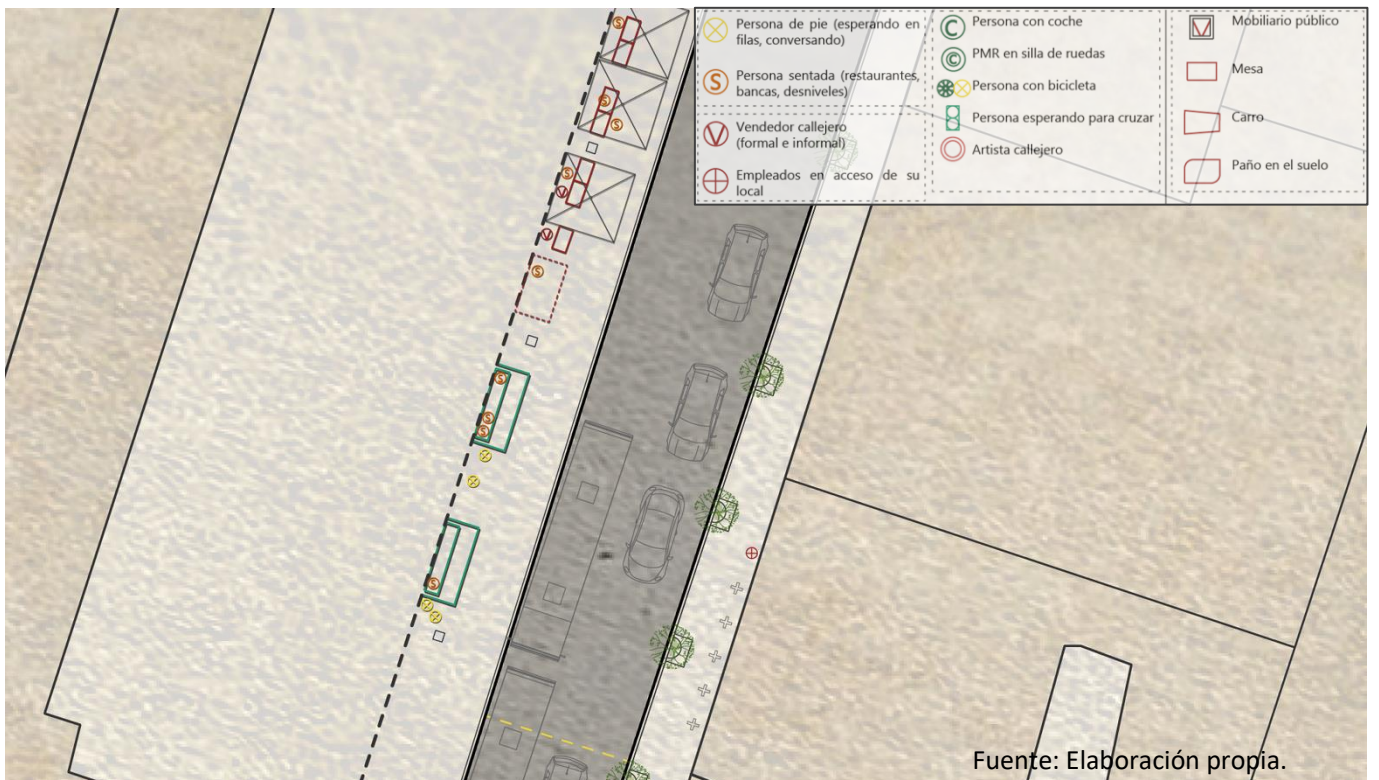 Persona de pie (esperando en
filas, conversando)
Persona sentada (restaurantes,
bancas, desniveles)
Vendedor callejero
(formal e informal)
Empleados en acceso de su
local
Persona con coche
PMR en silla de ruedas
Persona con bicicleta
Persona esperando para cruzar
Artista callejero
Mobiliario público
Mesa
Carro
Paño en el suelo
S
V
C
©
V
S
S
S
S
V
V
S
S
S
S
S
Fuente: Elaboración propia.